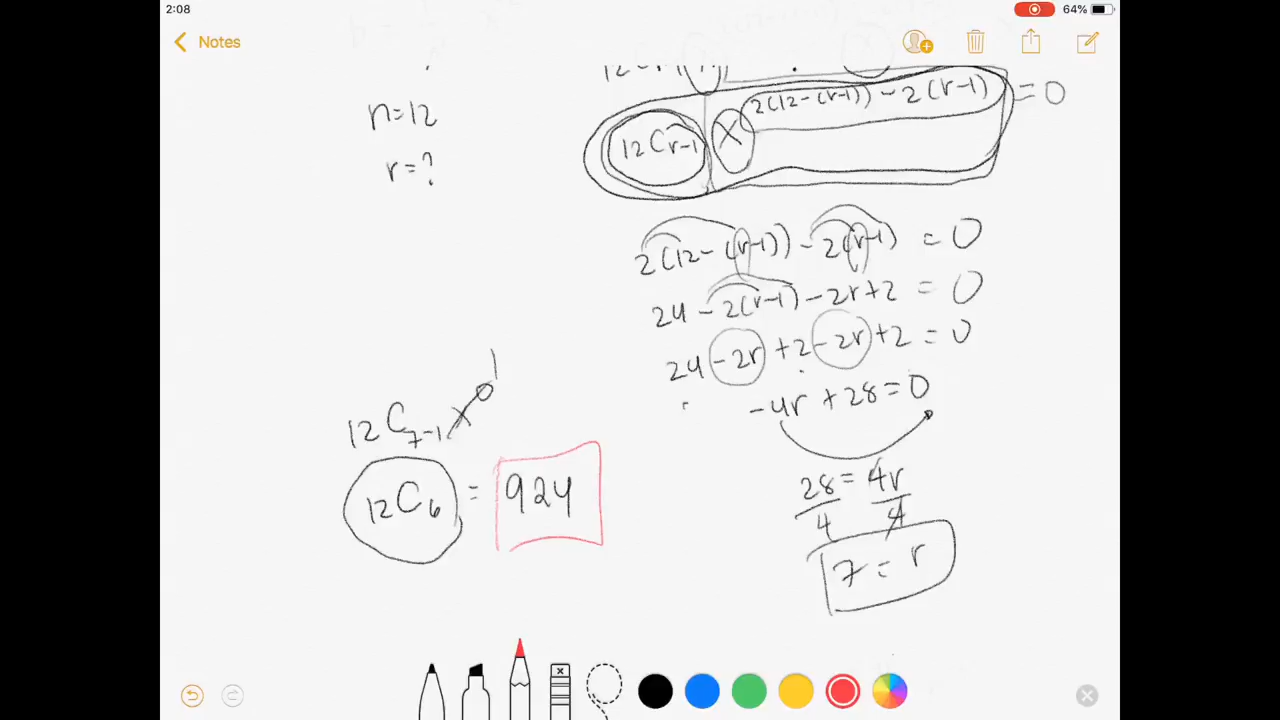 2:08
64%
Notes
n=12
r=?
12Cr-1 x 2(12-(r-1))-2(r-1) =0
2(12-(r-1))-2(r-1) =0
24-2(r-1)-2r+2 =0
24-2r+2-2r+2=0
-4r+28=0
28=4r
4 4
7=r
1
12C7-1 x0
12C6 = 924